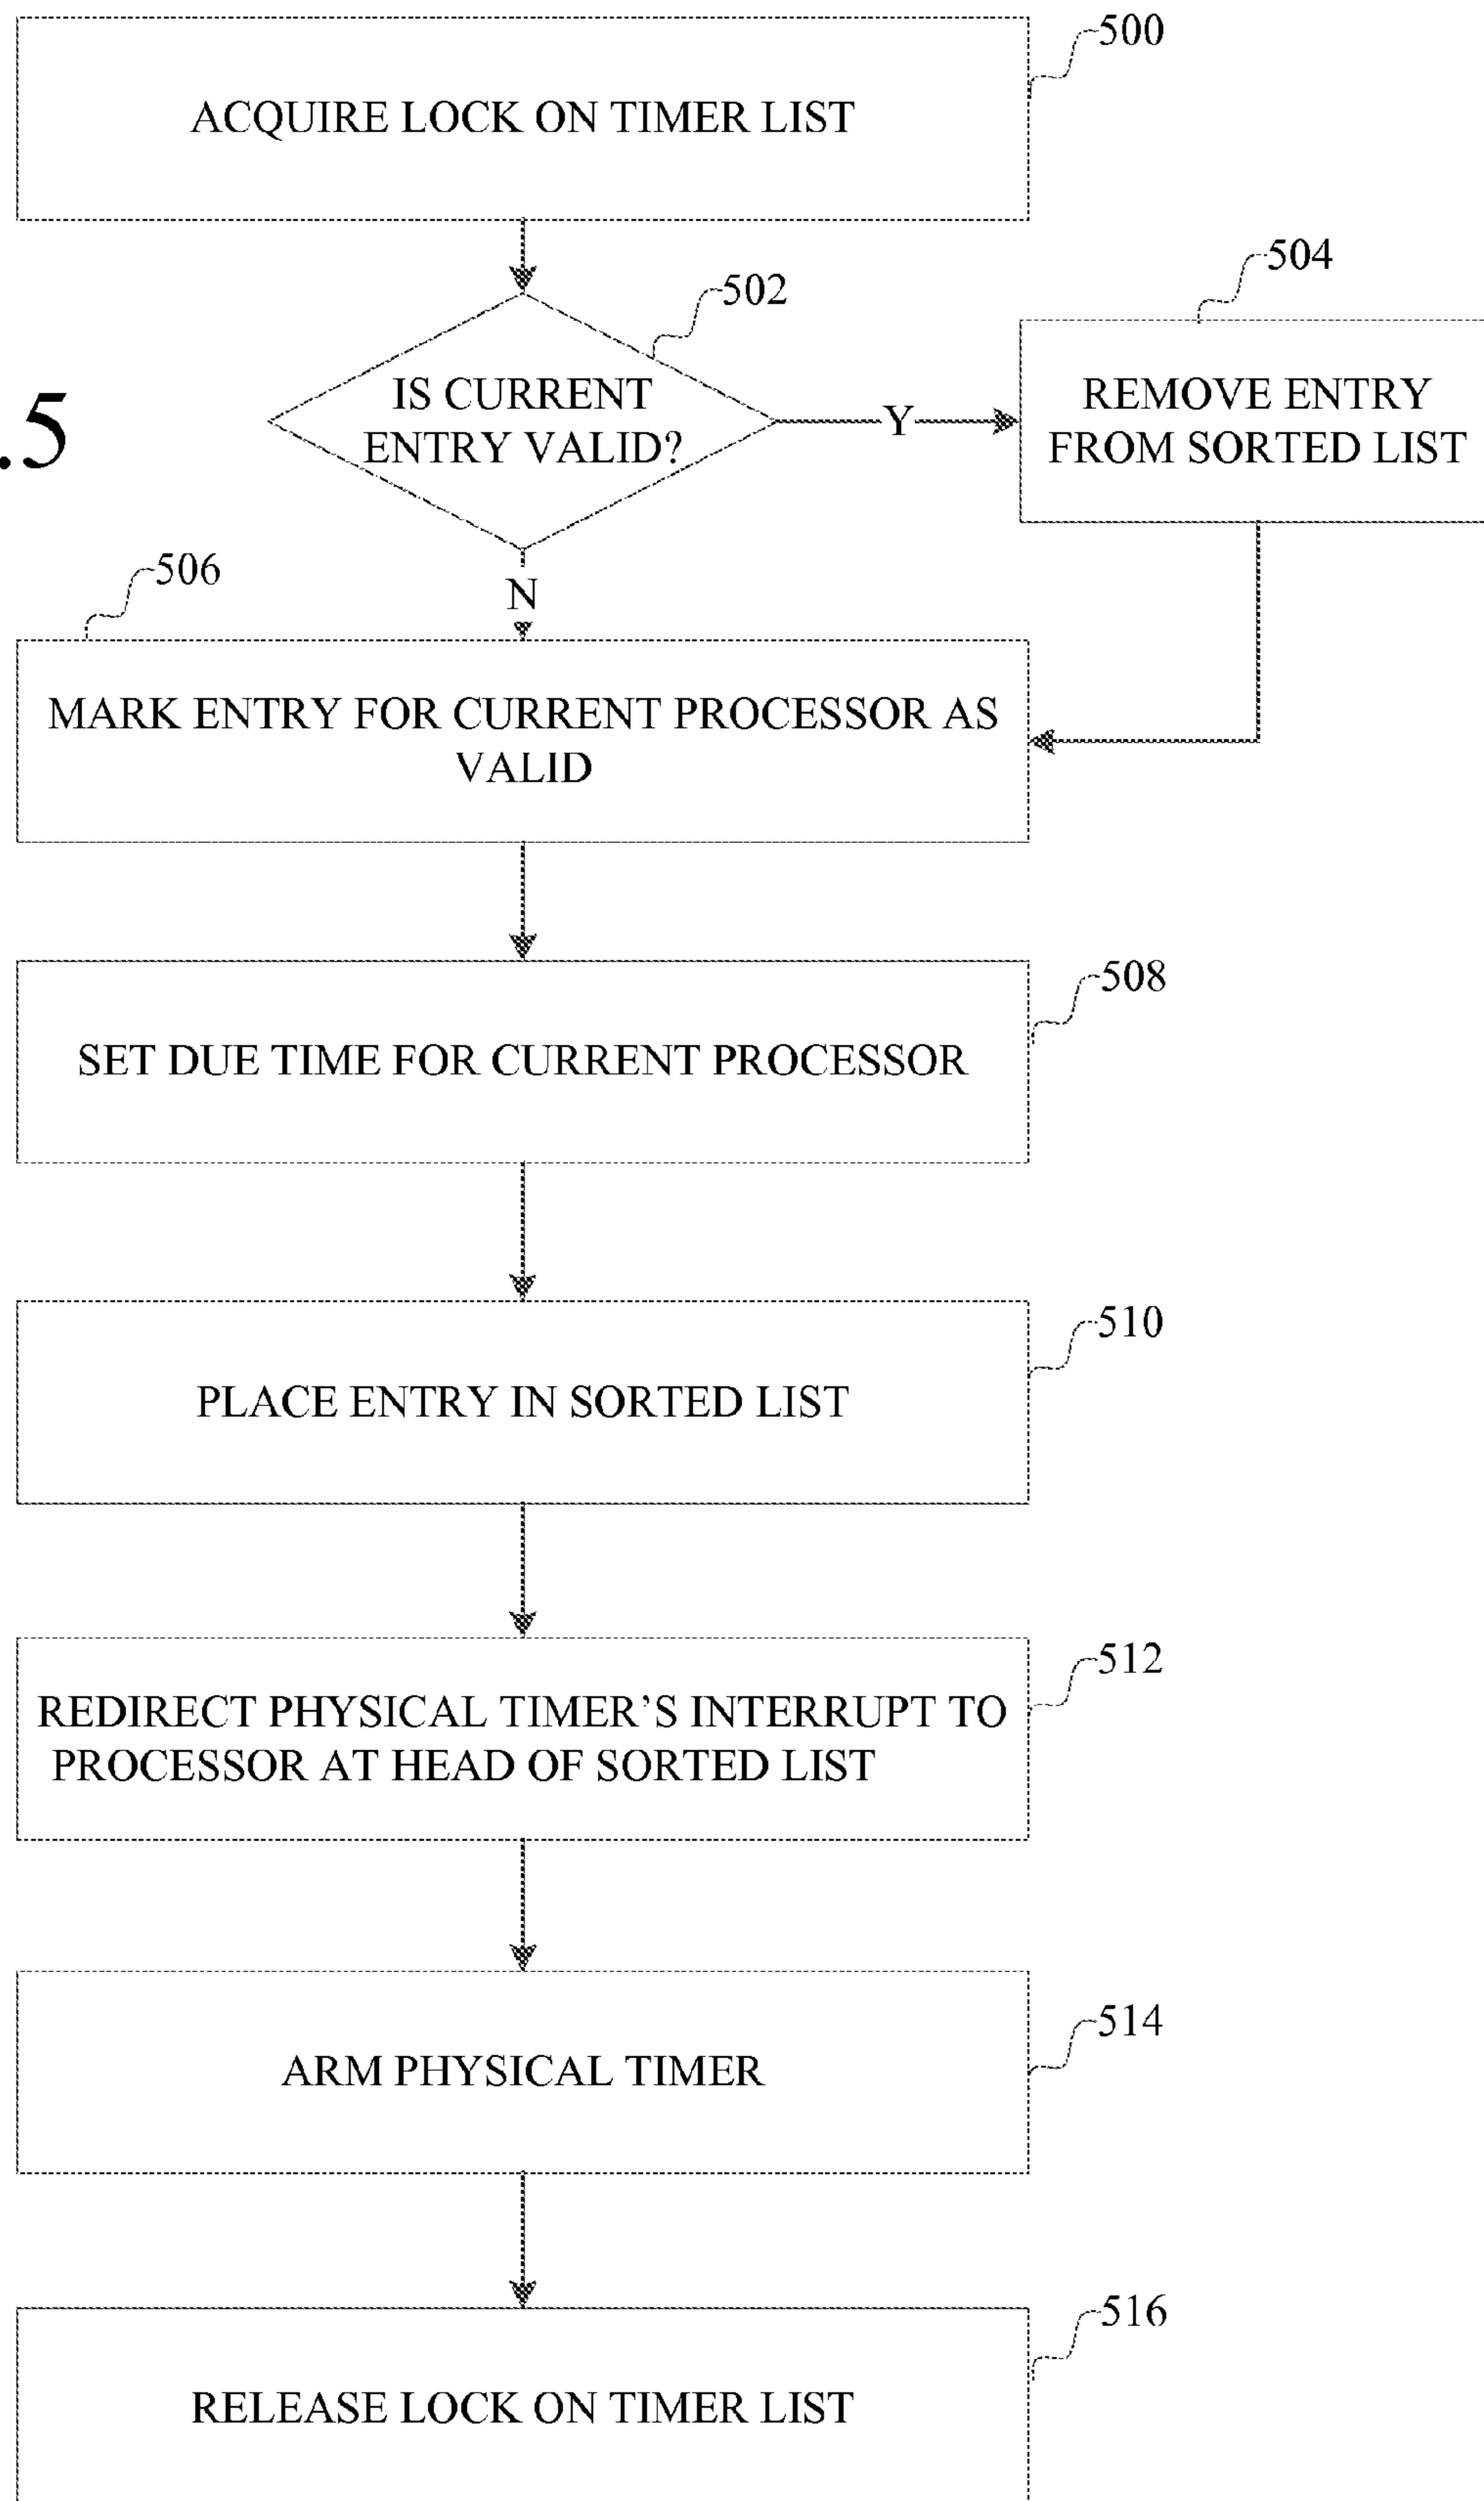 500
ACQUIRE LOCK ON TIMER LIST
502
IS CURRENT
ENTRY VALID?
Y
504
REMOVE ENTRY
FROM SORTED LIST
.5
N
506
MARK ENTRY FOR CURRENT PROCESSOR AS
VALID
508
SET DUE TIME FOR CURRENT PROCESSOR
510
PLACE ENTRY IN SORTED LIST
512
REDIRECT PHYSICAL TIMER’S INTERRUPT TO
PROCESSOR AT HEAD OF SORTED LIST
514
ARM PHYSICAL TIMER
516
RELEASE LOCK ON TIMER LIST